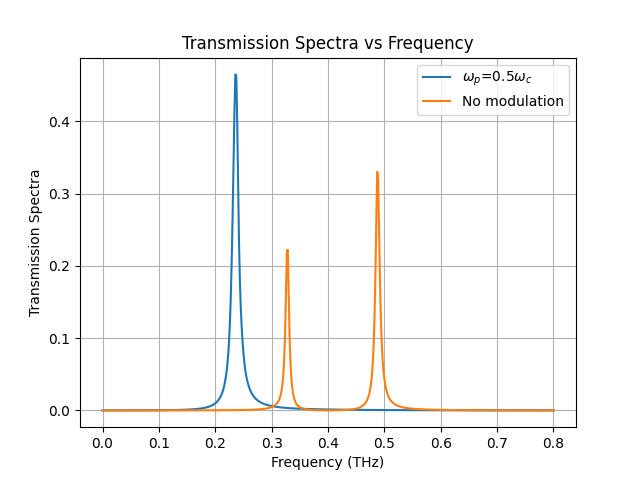 Transmission Spectra vs Frequency
ω_p=0.5ω_c
No modulation
Transmission Spectra
0.4
0.3
0.2
0.1
0.0
0.0 0.1 0.2 0.3 0.4 0.5 0.6 0.7 0.8
Frequency (THz)